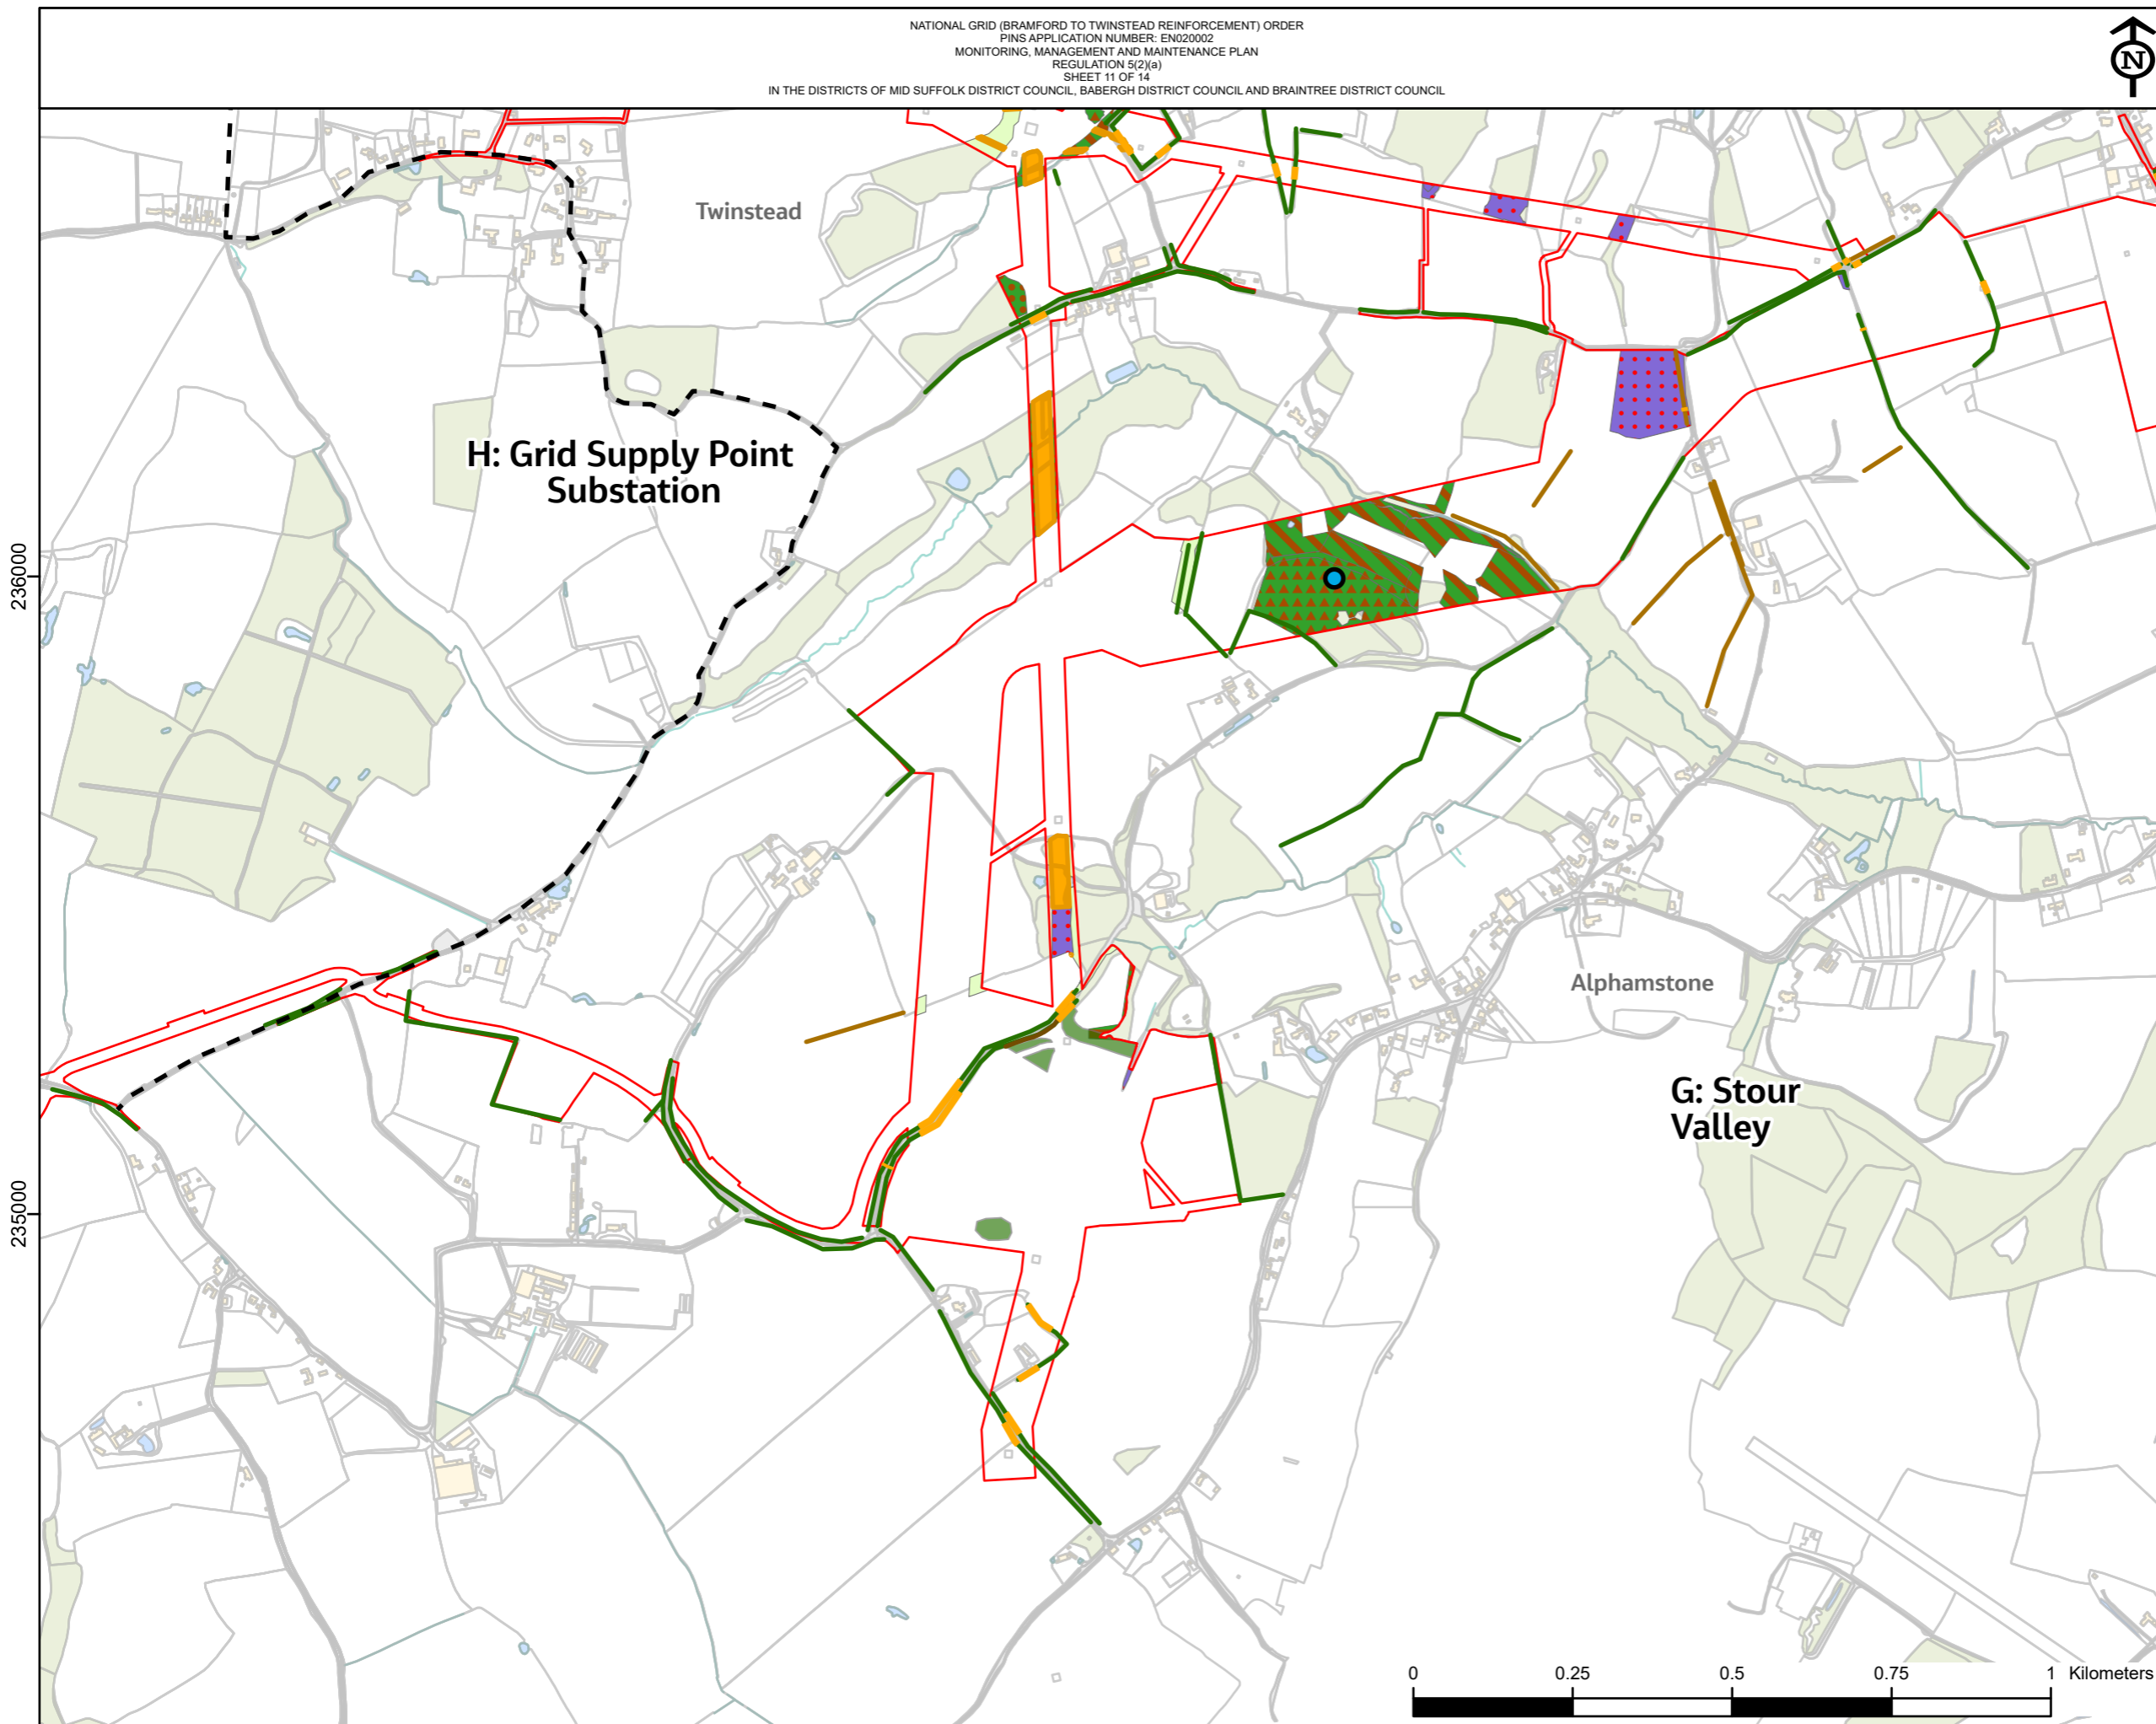 NATIONAL GRID (BRAMFORD TO TWINSTEAD REINFORCEMENT) ORDER
PINS APPLICATION NUMBER: EN020002
MONITORING, MANAGEMENT AND MAINTENANCE PLAN
REGULATION 5(2)(a)
SHEET 11 OF 14
IN THE DISTRICTS OF MID SUFFOLK DISTRICT COUNCIL, BABERGH DISTRICT COUNCIL AND BRAINTREE DISTRICT COUNCIL
N
Twinstead
H: Grid Supply Point
Substation
236000
Alphamstone
G: Stour
Valley
235000
0 0.25 0.5 0.75 1 Kilometers